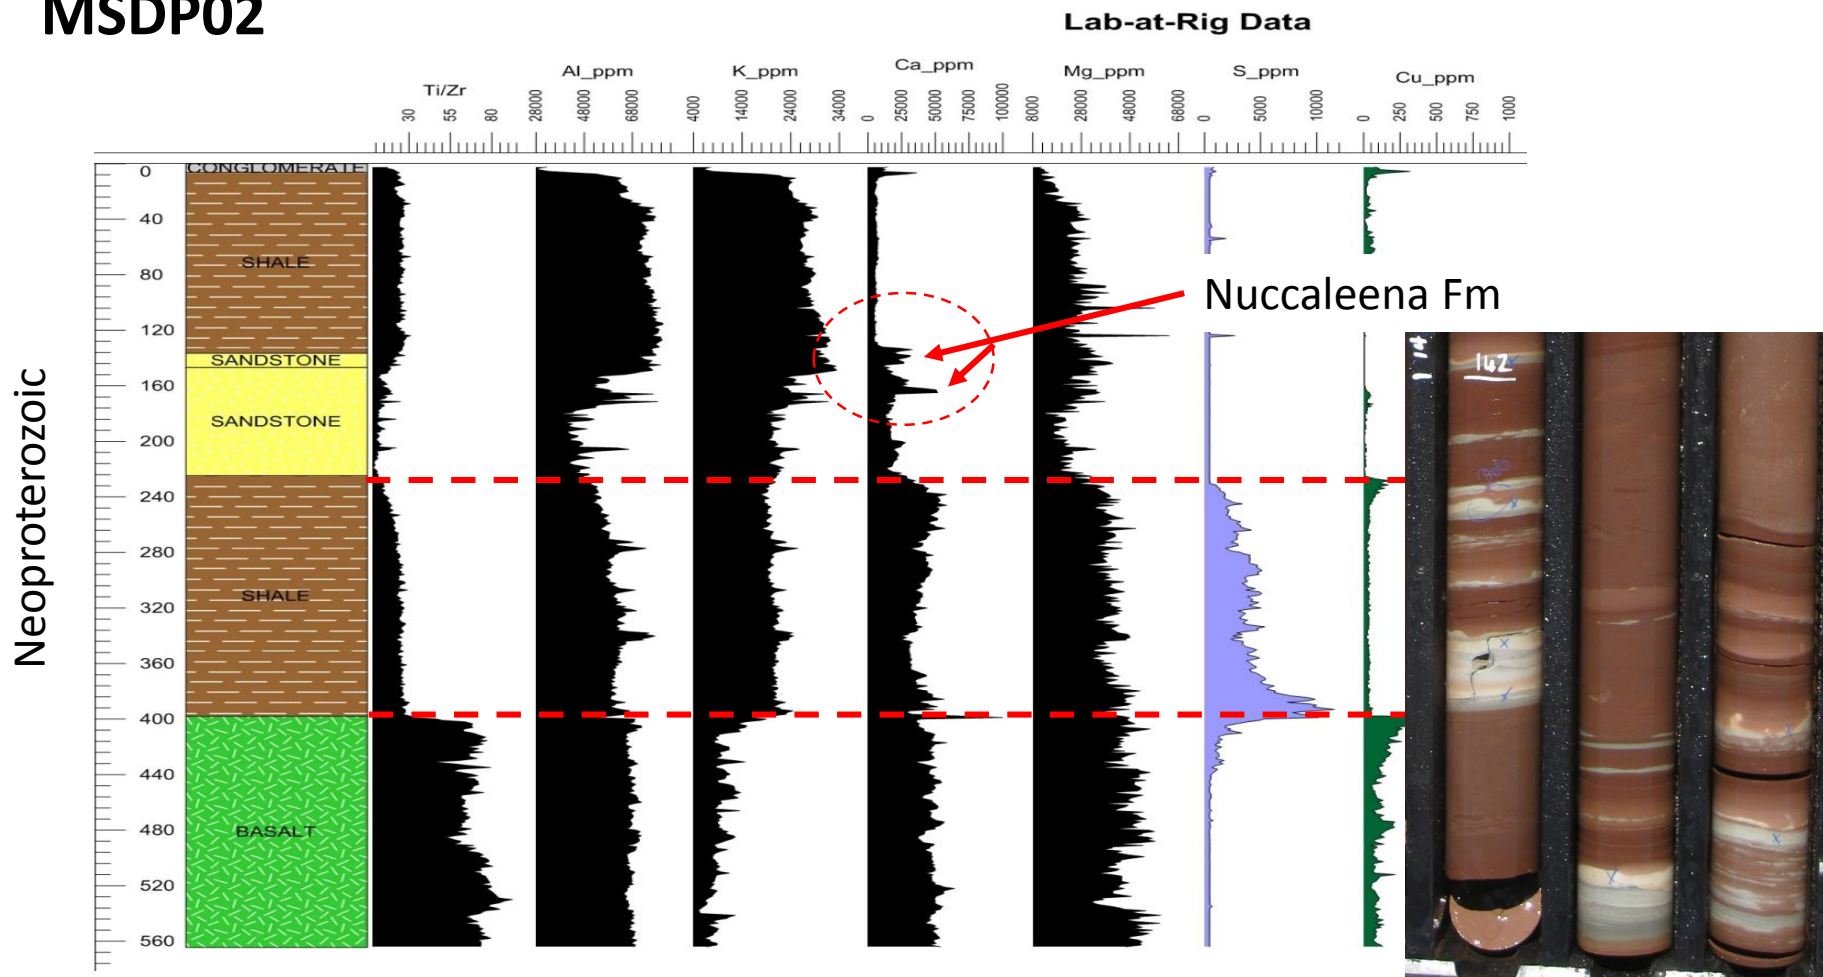 MSDP02
Lab-at-Rig Data
Ti/Zr
Al_ppm
K_ppm
Ca_ppm
Mg_ppm
S_ppm
Cu_ppm
30 55 80
28000 48000 68000
4000 14000 24000 34000
0 25000 50000 75000 100000
8000 28000 48000 68000
0 5000 10000
0 250 500 750 1000
Neoproterozoic
0
40
80
120
160
200
240
280
320
360
400
440
480
520
560
CONGLOMERATE
SHALE
SANDSTONE
SANDSTONE
SHALE
BASALT
Nuccaleena Fm
142